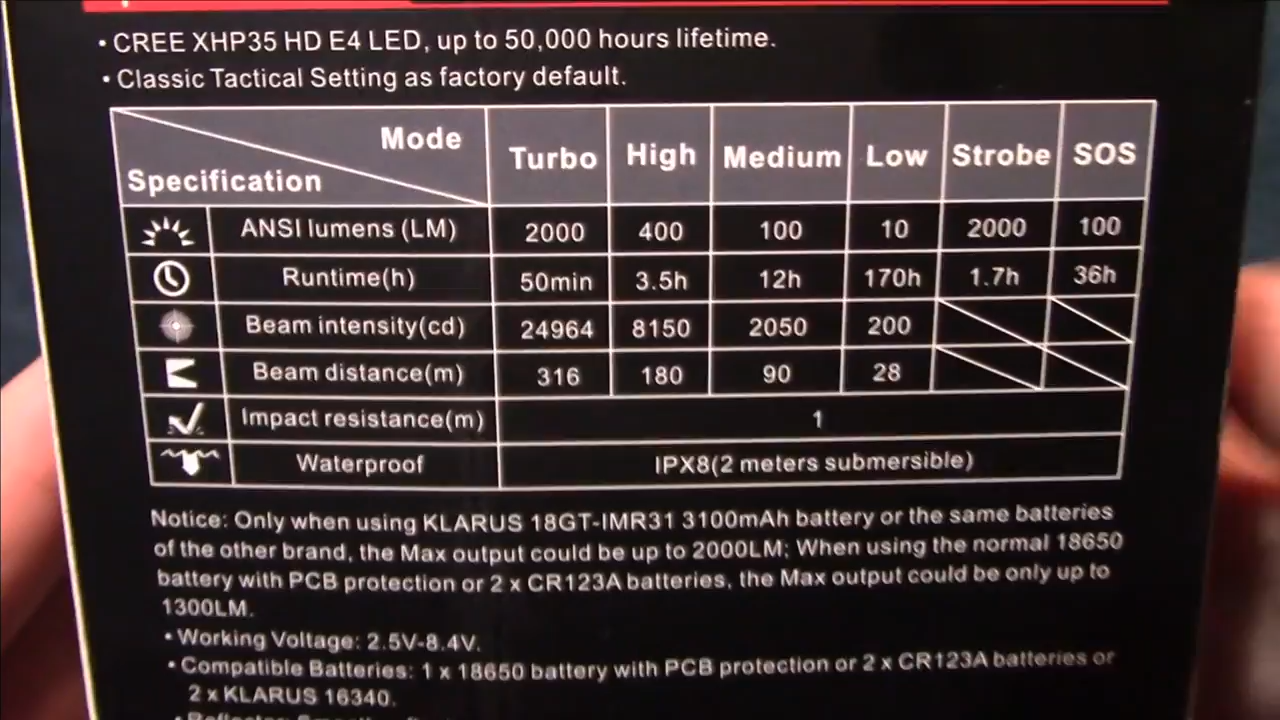 • CREE XHP35 HD E4 LED, up to 50,000 hours lifetime.
• Classic Tactical Setting as factory default.
Mode
Specification
Turbo High Medium Low Strobe SOS
ANSI lumens (LM) 2000 400 100 10 2000 100
Runtime(h) 50min 3.5h 12h 170h 1.7h 36h
Beam intensity(cd) 24964 8150 2050 200
Beam distance(m) 316 180 90 28
Impact resistance(m) 1
Waterproof IPX8(2 meters submersible)
Notice: Only when using KLARUS 18GT-IMR31 3100mAh battery or the same batteries
of the other brand, the Max output could be up to 2000LM; When using the normal 18650
battery with PCB protection or 2 x CR123A batteries, the Max output could be only up to
1300LM.
• Working Voltage: 2.5V-8.4V.
• Compatible Batteries: 1 x 18650 battery with PCB protection or 2 x CR123A batteries or
2 x KLARUS 16340.